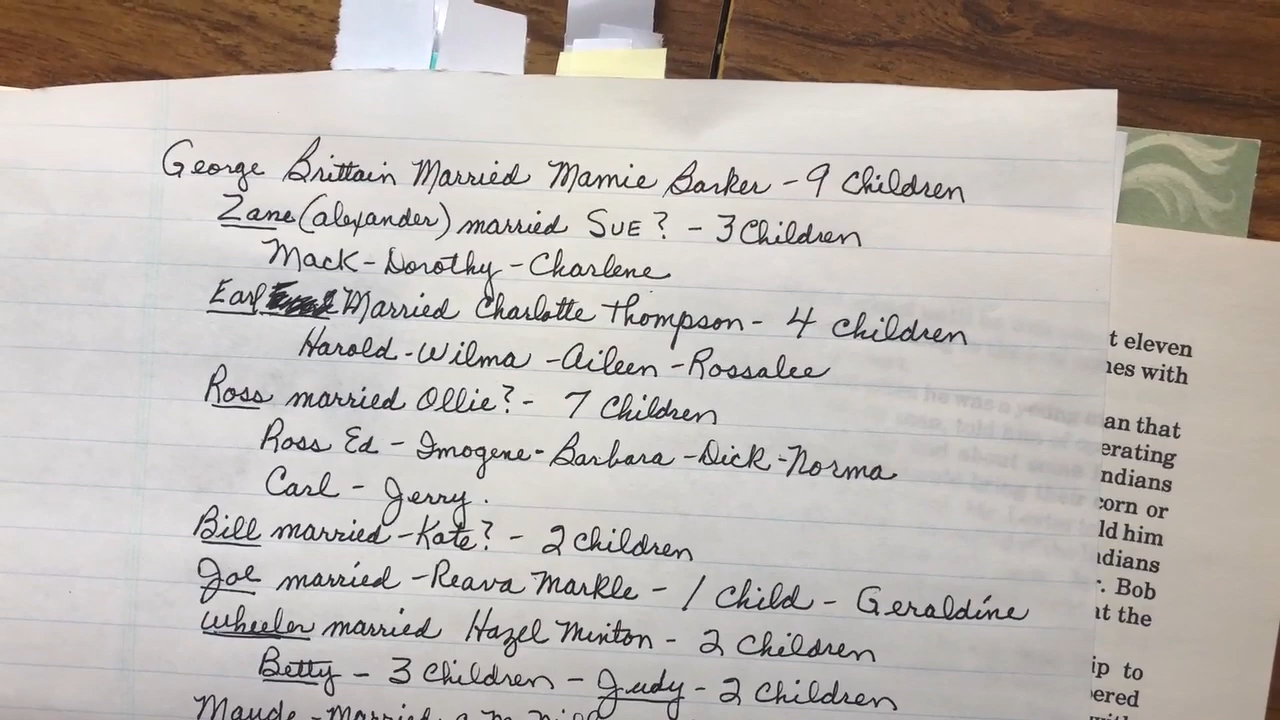 George Brittain Married Mamie Barker - 9 Children
Zane (alexander) married SUE? - 3 Children
Mack - Dorothy - Charlene
Earl Married Charlotte Thompson - 4 Children
Harold - Wilma - Aileen - Rossalee
Ross married Ollie? - 7 Children
Ross Ed - Imogene - Barbara - Dick - Norma
Carl - Jerry.
Bill married - Kate? - 2 Children
Joe married - Reava Markle - 1 Child - Geraldine
Wheeler married Hazel Minton - 2 Children
Betty - 3 Children - Judy - 2 Children
Maude - Married
t eleven
nes with
an that
erating
ndians
corn or
ld him
ndians
r. Bob
at the
ip to
ered